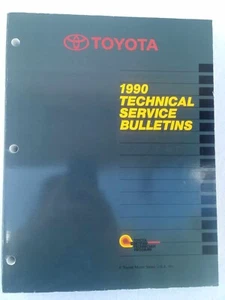 TOYOTA
1990
TECHNICAL
SERVICE
BULLETINS